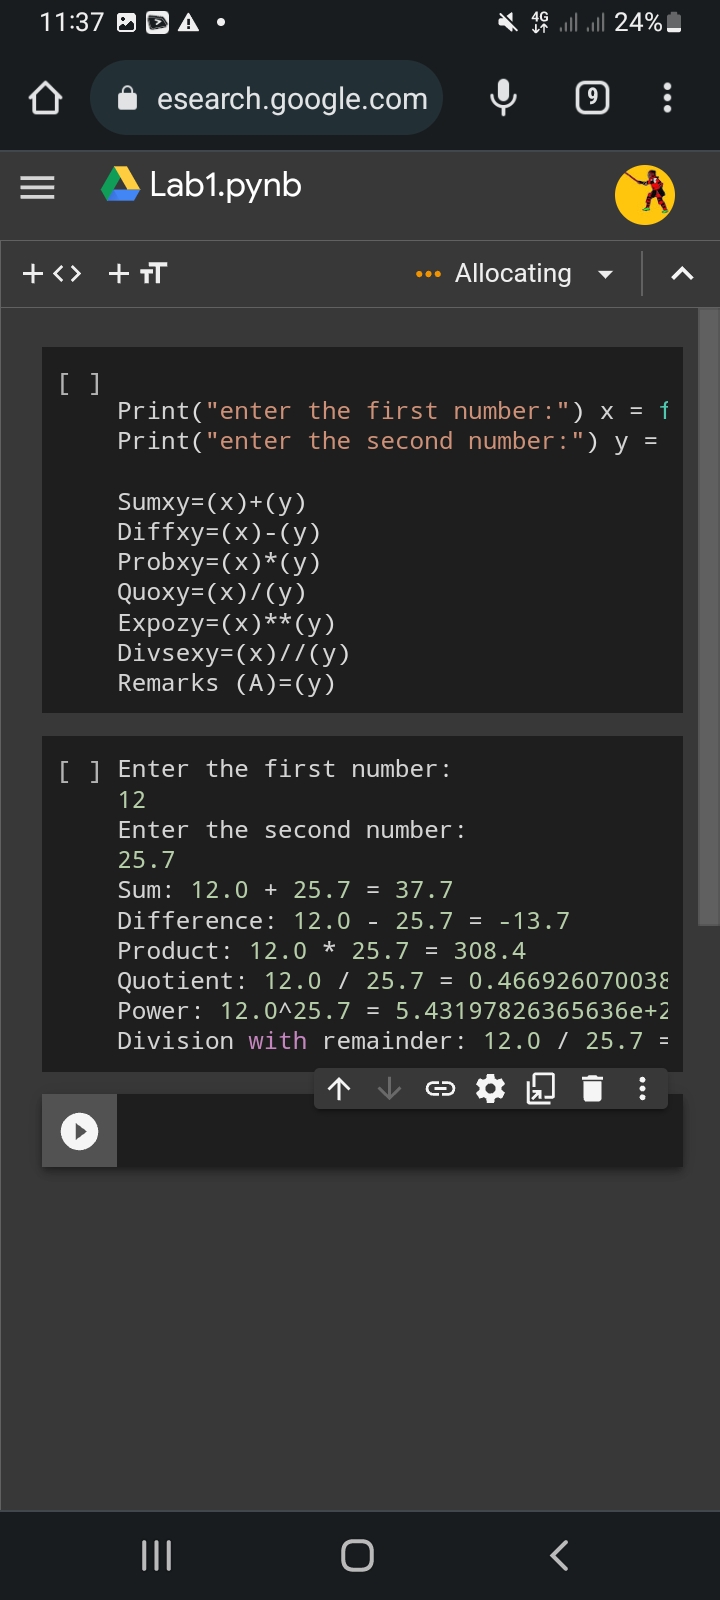 11:37
4G 24%
esearch.google.com 9
Lab1.pynb
+<> +TT Allocating
[ ]
Print("enter the first number:") x = f
Print("enter the second number:") y =
Sumxy=(x)+(y)
Diffxy=(x)-(y)
Probxy=(x)*(y)
Quoxy=(x)/(y)
Expozy=(x)**(y)
Divsexy=(x)//(y)
Remarks (A)=(y)
[ ] Enter the first number:
12
Enter the second number:
25.7
Sum: 12.0 + 25.7 = 37.7
Difference: 12.0 - 25.7 = -13.7
Product: 12.0 * 25.7 = 308.4
Quotient: 12.0 / 25.7 = 0.466926070038
Power: 12.0^25.7 = 5.43197826365636e+2
Division with remainder: 12.0 / 25.7 =